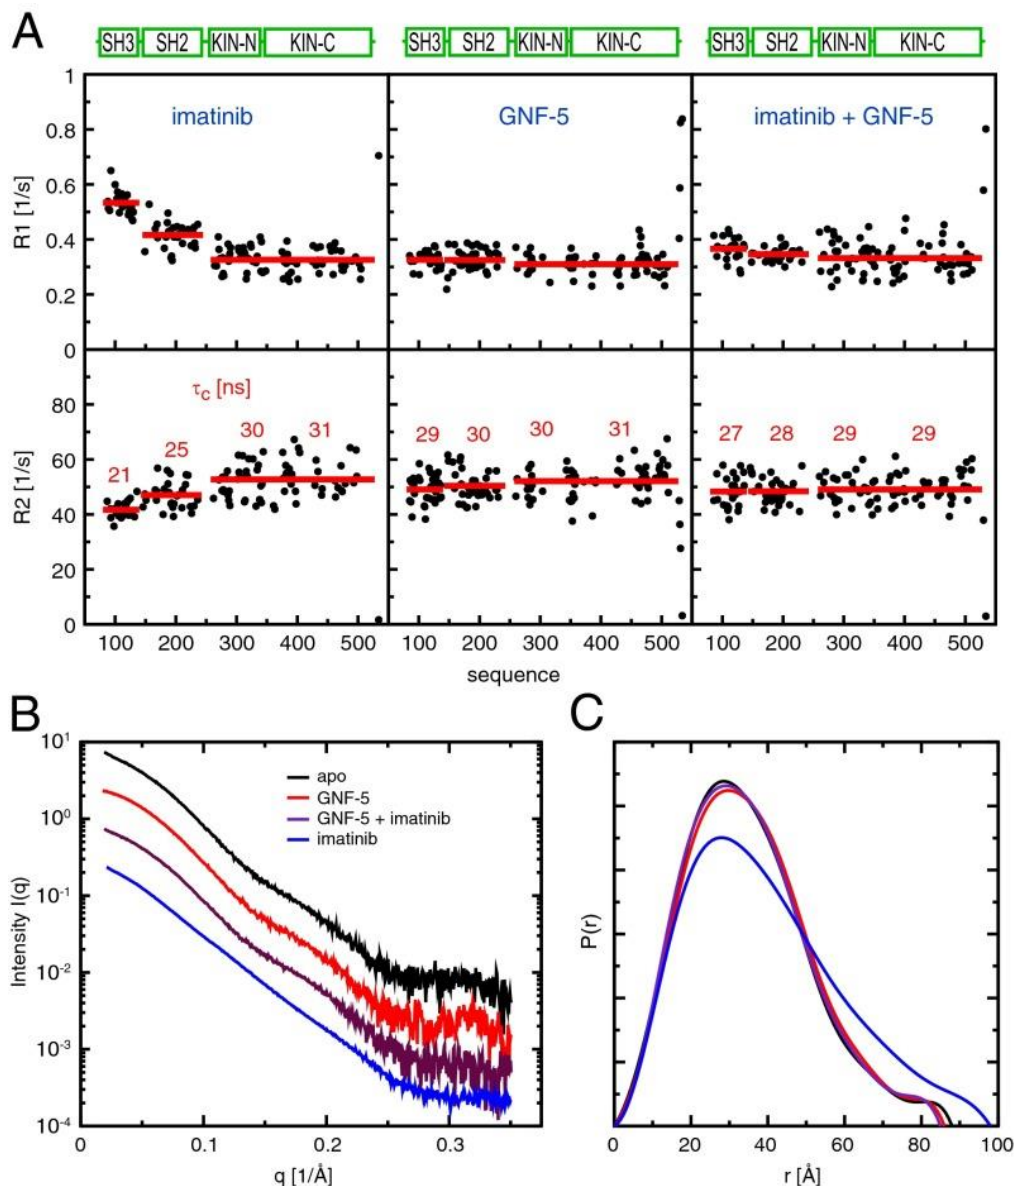 A
SH3 SH2 KIN-N KIN-C SH3 SH2 KIN-N KIN-C SH3 SH2 KIN-N KIN-C
imatinib GNF-5 imatinib + GNF-5
R1 [1/s]
1
0.8
0.6
0.4
0.2
0
τc [ns]
21 25 30 31 29 30 30 31 27 28 29 29
R2 [1/s]
80
60
40
20
0
100 200 300 400 500 100 200 300 400 500 100 200 300 400 500
sequence
B
Intensity I(q)
10^1
10^0
10^-1
10^-2
10^-3
10^-4
apo
GNF-5
GNF-5 + imatinib
imatinib
0 0.1 0.2 0.3
q [1/Å]
C
P(r)
0 20 40 60 80 100
r [Å]